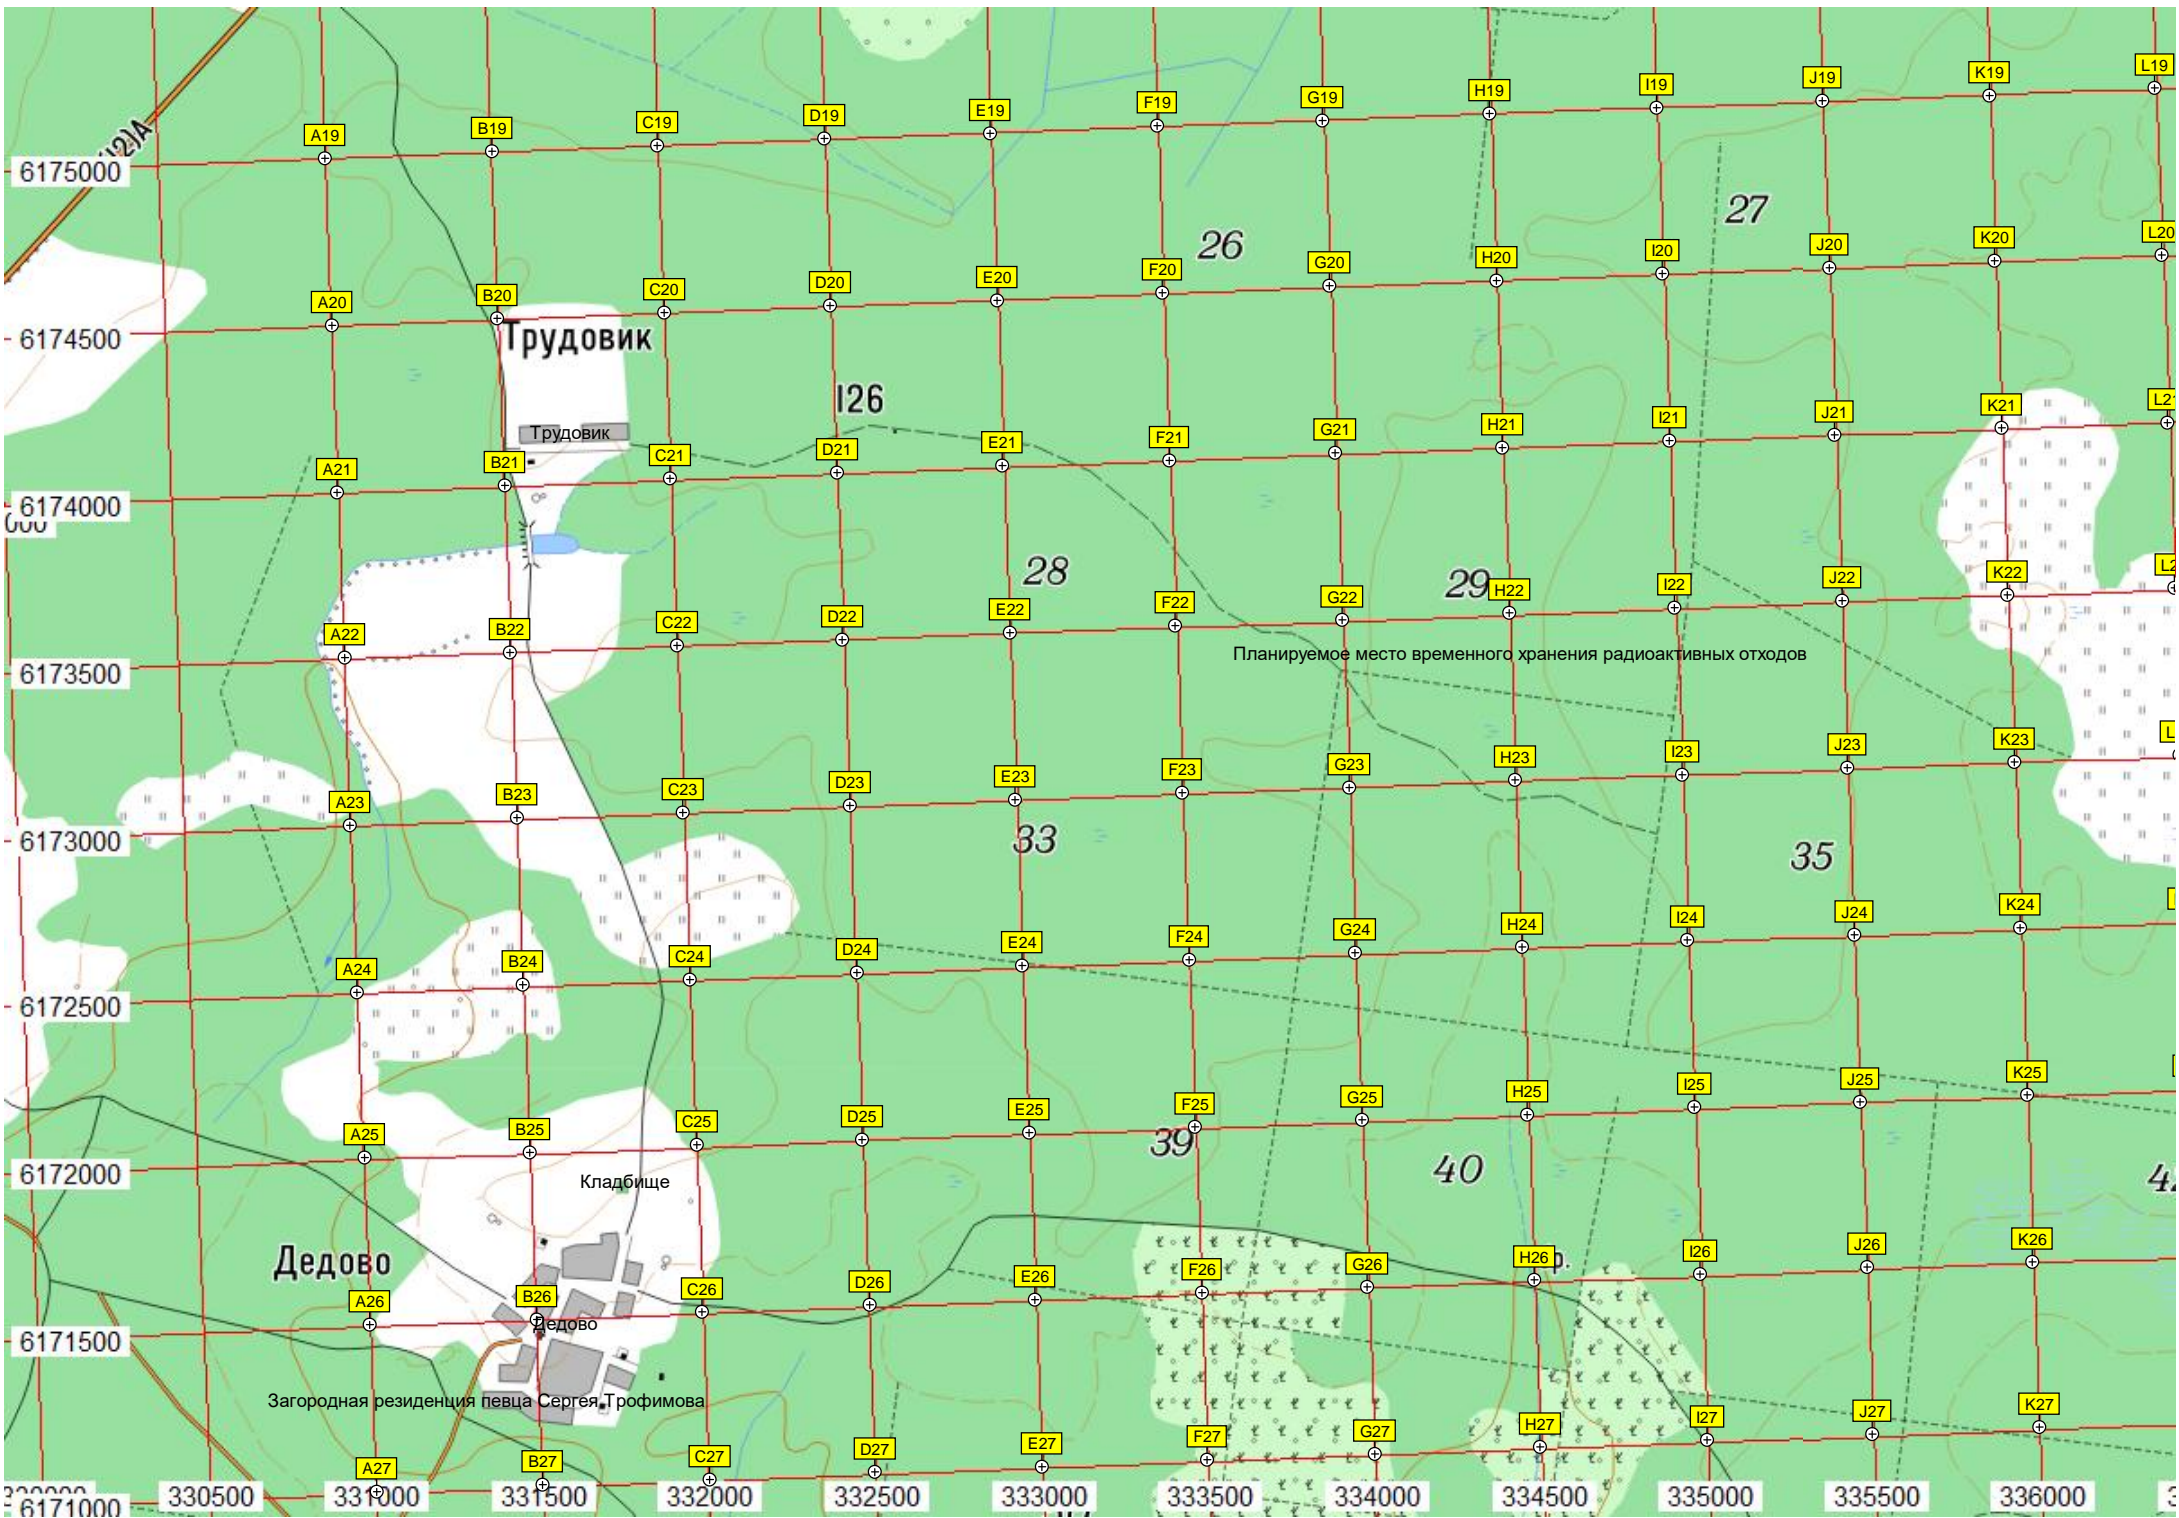 A19 B19 C19 D19 E19 F19 G19 H19 I19 J19 K19 L19
6175000
27
26
A20 B20 C20 D20 E20 F20 G20 H20 I20 J20 K20 L20
6174500
Трудовик
I26
Трудовик
A21 B21 C21 D21 E21 F21 G21 H21 I21 J21 K21
6174000
28
29
A22 B22 C22 D22 E22 F22 G22 H22 I22 J22 K22
Планируемое место временного хранения радиоактивных отходов
6173500
A23 B23 C23 D23 E23 F23 G23 H23 I23 J23 K23
6173000
33
35
A24 B24 C24 D24 E24 F24 G24 H24 I24 J24 K24
6172500
A25 B25 C25 D25 E25 F25 G25 H25 I25 J25 K25
39
6172000
40
Кладбище
Дедово
A26 B26 C26 D26 E26 F26 G26 H26 р. I26 J26 K26
Дедово
6171500
Загородная резиденция певца Сергея Трофимова
A27 B27 C27 D27 E27 F27 G27 H27 I27 J27 K27
6171000
330500 331000 331500 332000 332500 333000 333500 334000 334500 335000 335500 336000